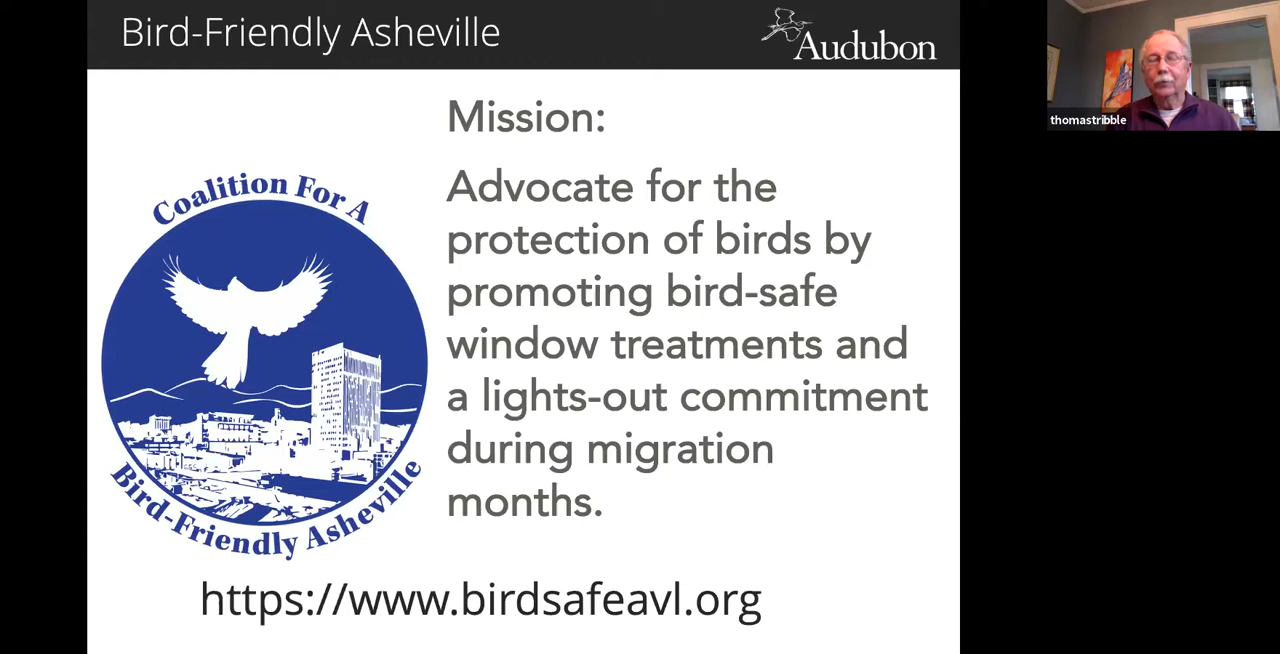 Bird-Friendly Asheville
Audubon
thomastribble
Mission:
Advocate for the
protection of birds by
promoting bird-safe
window treatments and
a lights-out commitment
during migration
months.
Coalition For A
Bird-Friendly Asheville
https://www.birdsafeavl.org